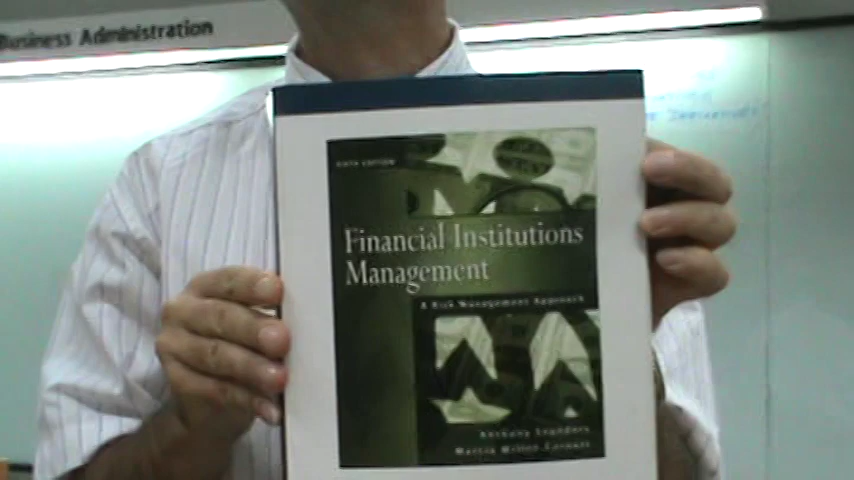 Business Administration
SIXTH EDITION
Financial Institutions
Management
A Risk Management Approach
Anthony Saunders
Marcia Millon Cornett